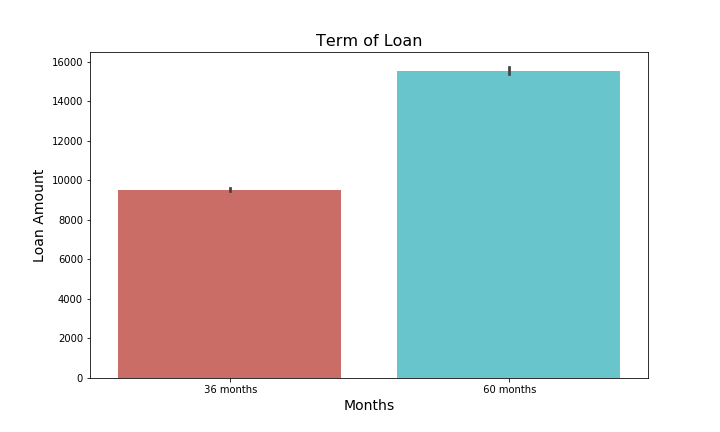 Term of Loan
16000
14000
12000
10000
8000
6000
4000
2000
0
Loan Amount
36 months
60 months
Months